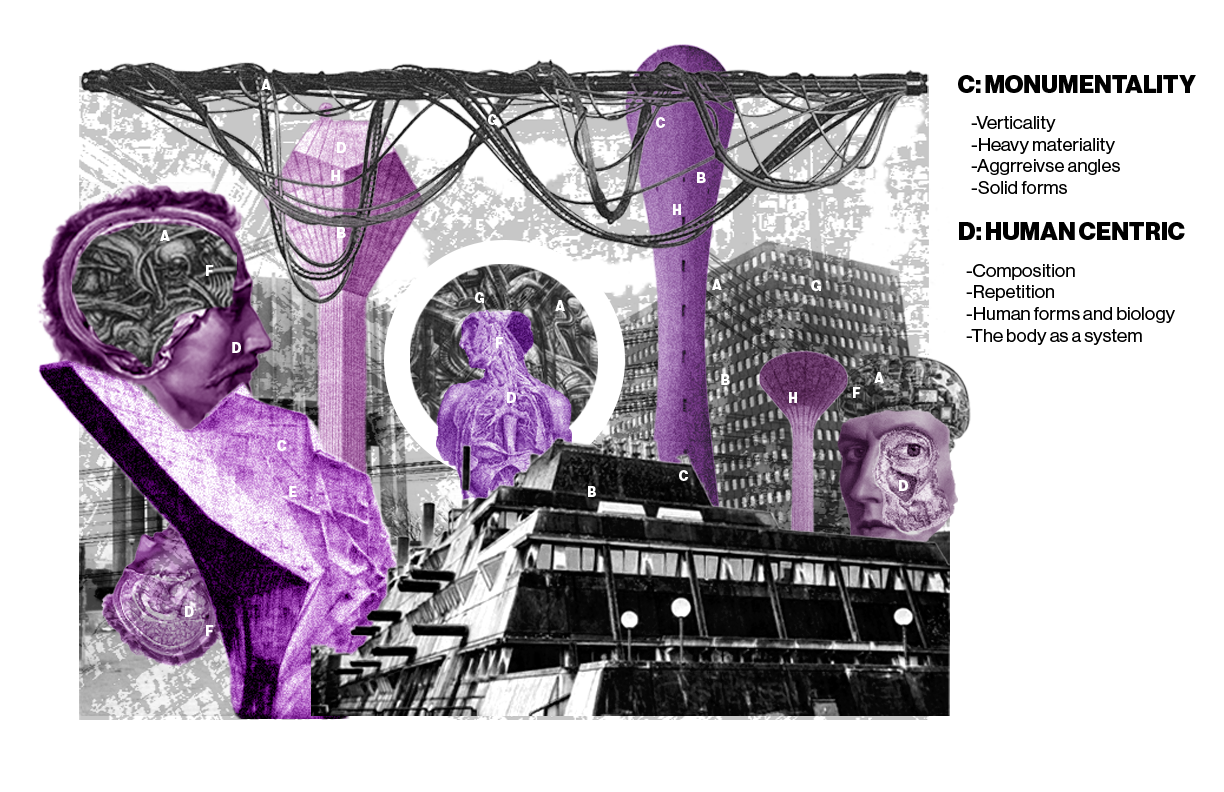 C: MONUMENTALITY
-Verticality
-Heavy materiality
-Aggrreivse angles
-Solid forms
D: HUMAN CENTRIC
-Composition
-Repetition
-Human forms and biology
-The body as a system
A
G
C
D
H
B
B
H
A
F
A
G
G
A
F
D
B
A
F
H
D
D
C
E
B
C
D
D
F